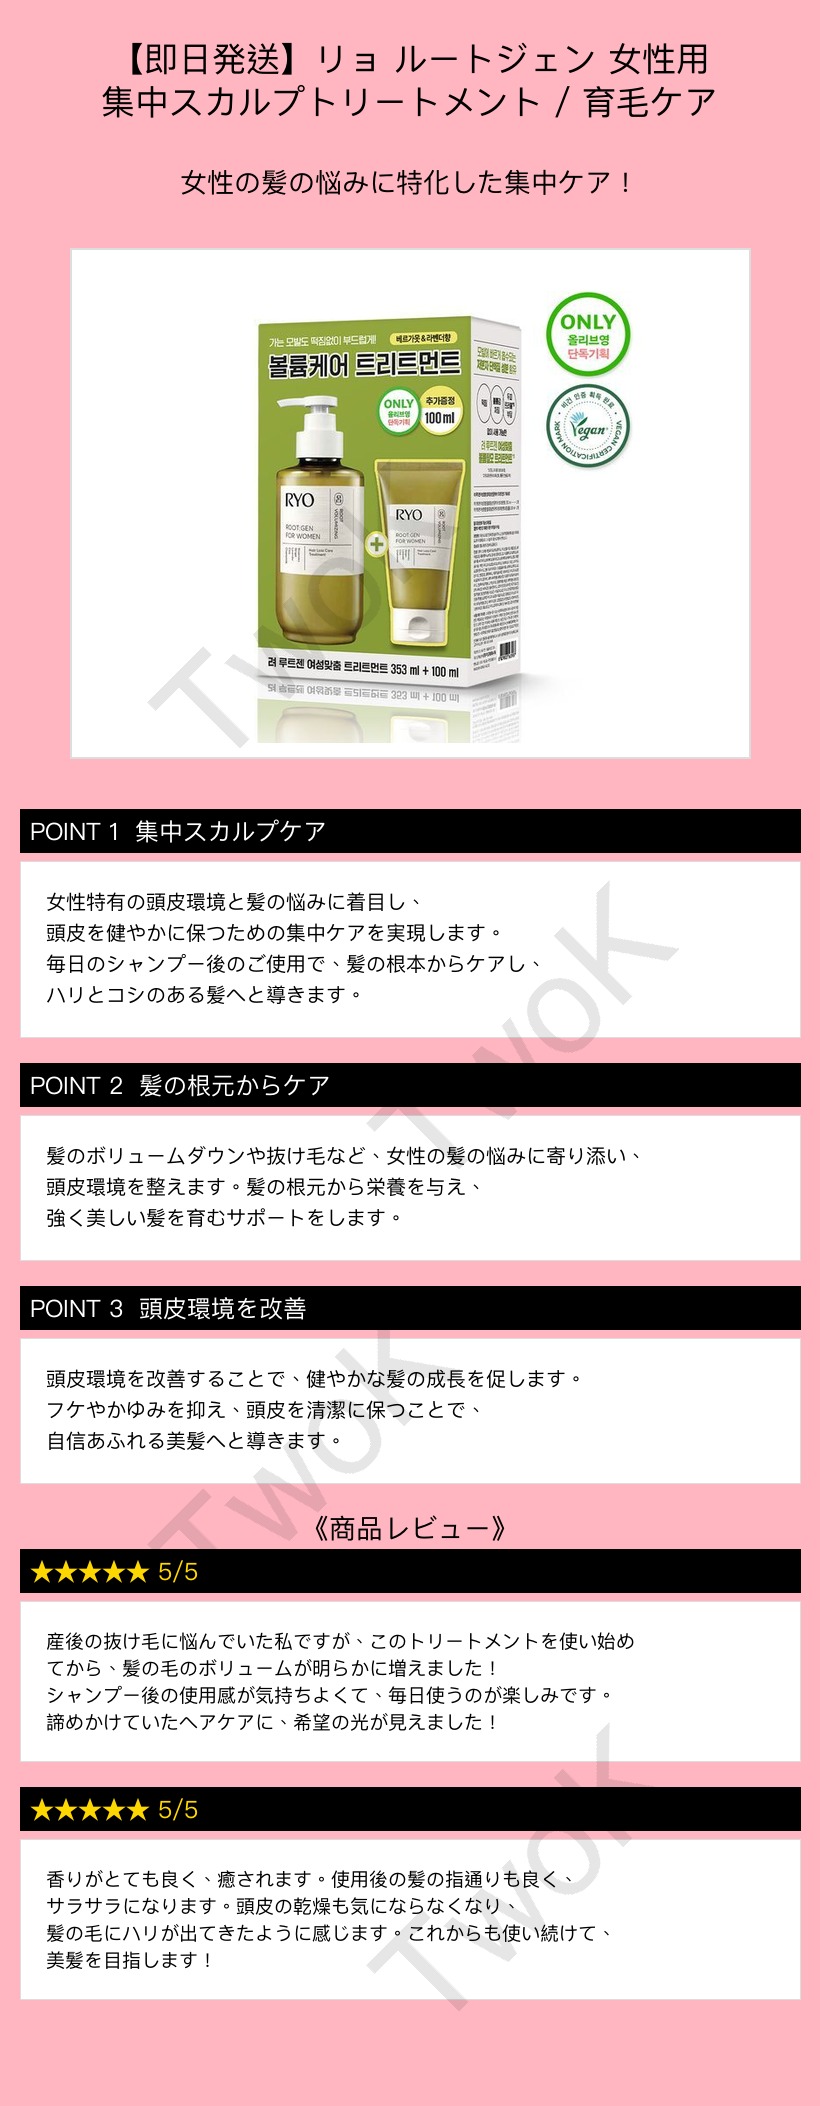 【即日発送】リョ ルートジェン 女性用
集中スカルプトリートメント / 育毛ケア
女性の髪の悩みに特化した集中ケア！
가는 모발도 떡짐없이 부드럽게!
베르가못&라벤더향
볼륨케어 트리트먼트
ONLY
올리브영
단독기획
추가증정
100ml
RYO
ROOT:GEN
FOR WOMEN
Hair Loss Care
Treatment
ROOT
VOLUMIZING
RYO
ROOT:GEN
FOR WOMEN
Hair Loss Care
Treatment
려 루트젠 여성맞춤 트리트먼트 353 ml + 100 ml
ONLY
올리브영
단독기획
비건 인증 획득 완료
Vegan
VEGAN CERTIFICATION MARK
TwoK
POINT 1 集中スカルプケア
女性特有の頭皮環境と髪の悩みに着目し、
頭皮を健やかに保つための集中ケアを実現します。
毎日のシャンプー後のご使用で、髪の根本からケアし、
ハリとコシのある髪へと導きます。
TwoK
POINT 2 髪の根元からケア
髪のボリュームダウンや抜け毛など、女性の髪の悩みに寄り添い、
頭皮環境を整えます。髪の根元から栄養を与え、
強く美しい髪を育むサポートをします。
POINT 3 頭皮環境を改善
頭皮環境を改善することで、健やかな髪の成長を促します。
フケやかゆみを抑え、頭皮を清潔に保つことで、
自信あふれる美髪へと導きます。
TwoK
《商品レビュー》
★★★★★ 5/5
産後の抜け毛に悩んでいた私ですが、このトリートメントを使い始め
てから、髪の毛のボリュームが明らかに増えました！
シャンプー後の使用感が気持ちよくて、毎日使うのが楽しみです。
諦めかけていたヘアケアに、希望の光が見えました！
★★★★★ 5/5
香りがとても良く、癒されます。使用後の髪の指通りも良く、
サラサラになります。頭皮の乾燥も気にならなくなり、
髪の毛にハリが出てきたように感じます。これからも使い続けて、
美髪を目指します！
TwoK